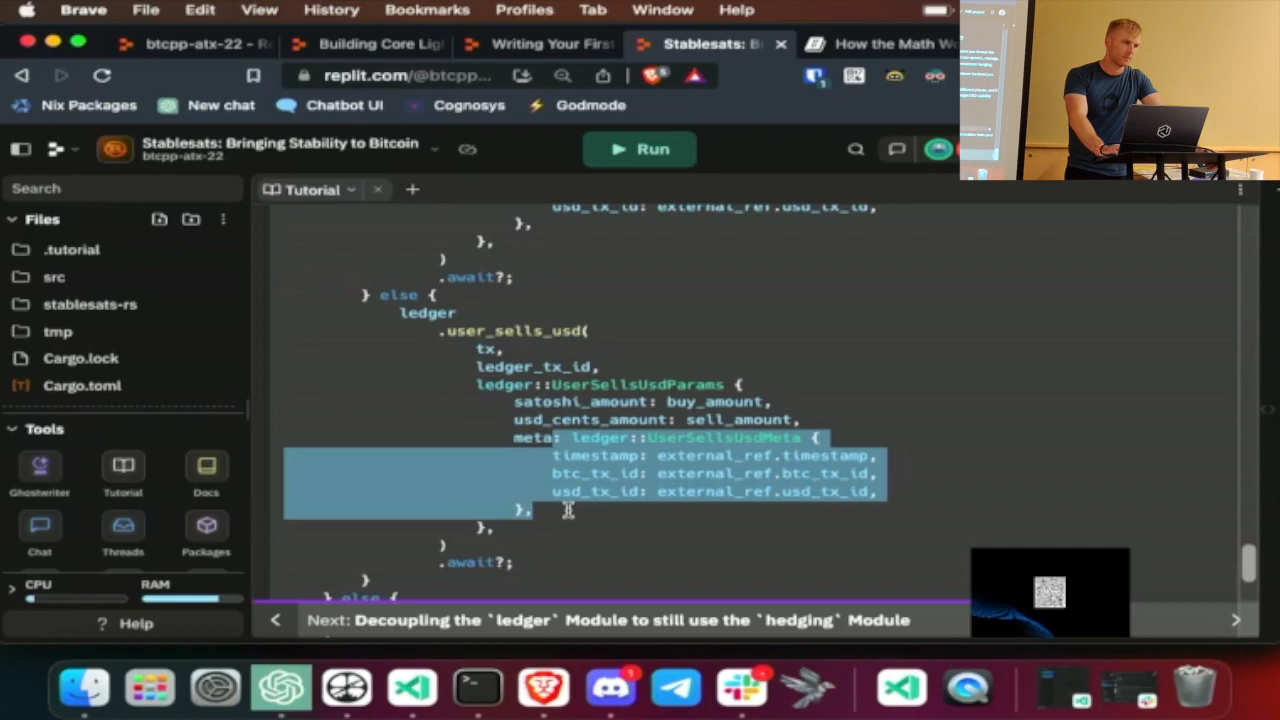 Brave File Edit View History Bookmarks Profiles Tab Window Help
btcpp-atx-22 - R
Building Core Lig
Writing Your First
Stablesats: B
How the Math W
replit.com/@btcpp...
Nix Packages
New chat
Chatbot UI
Cognosys
Godmode
Stablesats: Bringing Stability to Bitcoin
btcpp-atx-22
Run
Search
Tutorial
Files
.tutorial
src
stablesats-rs
tmp
Cargo.lock
Cargo.toml
Tools
Ghostwriter
Tutorial
Docs
Chat
Threads
Packages
CPU
RAM
? Help
usd_tx_id: external_ref.usd_tx_id,
},
},
)
.await?;
} else {
ledger
.user_sells_usd(
tx,
ledger_tx_id,
ledger::UserSellsUsdParams {
satoshi_amount: buy_amount,
usd_cents_amount: sell_amount,
meta: ledger::UserSellsUsdMeta {
timestamp: external_ref.timestamp,
btc_tx_id: external_ref.btc_tx_id,
usd_tx_id: external_ref.usd_tx_id,
},
},
)
.await?;
}
} else {
Next: Decoupling the `ledger` Module to still use the `hedging` Module
1